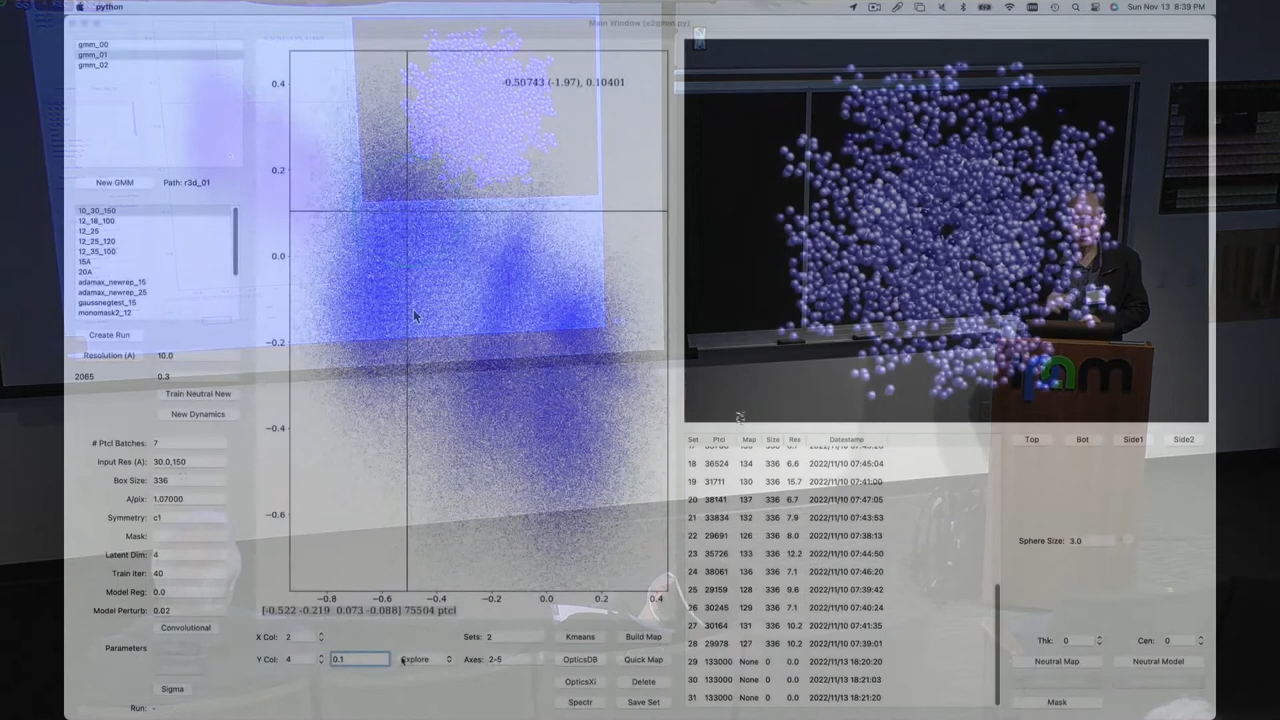 python
Sun Nov 13 8:39 PM
Main Window (e2gmm.py)
gmm_00
gmm_01
gmm_02
New GMM
Path: r3d_01
10_30_150
12_18_100
12_25
12_25_120
12_35_100
15A
20A
adamax_newrep_15
adamax_newrep_25
gaussnegtest_15
monomask2_12
Create Run
Resolution (A) 10.0
2065 0.3
Train Neutral New
New Dynamics
# Ptcl Batches: 7
Input Res (A): 30.0,150
Box Size: 336
A/pix: 1.07000
Symmetry: c1
Mask:
Latent Dim: 4
Train iter: 40
Model Reg: 0.0
Model Perturb: 0.02
Convolutional
Parameters
Sigma
Run: -
-0.50743 (-1.97), 0.10401
0.4
0.2
0.0
−0.2
−0.4
−0.6
−0.8 −0.6 −0.4 −0.2 0.0 0.2 0.4
[-0.522 -0.219 0.073 -0.088] 75504 ptcl
X Col: 2
Sets: 2
Kmeans
Build Map
Y Col: 4
0.1
Explore
Axes: 2-5
OpticsDB
Quick Map
OpticsXi
Delete
Spectr
Save Set
Set Ptcl Map Size Res Datestamp
18 36524 134 336 6.6 2022/11/10 07:45:04
19 31711 130 336 15.7 2022/11/10 07:41:00
20 38141 137 336 6.7 2022/11/10 07:47:05
21 33834 132 336 7.9 2022/11/10 07:43:53
22 29691 126 336 8.0 2022/11/10 07:38:13
23 35726 133 336 12.2 2022/11/10 07:44:50
24 38061 136 336 7.1 2022/11/10 07:46:20
25 29159 128 336 9.6 2022/11/10 07:39:42
26 30245 129 336 7.1 2022/11/10 07:40:24
27 30164 131 336 10.2 2022/11/10 07:41:35
28 29978 127 336 10.2 2022/11/10 07:39:01
29 133000 None 0 0.0 2022/11/13 18:20:20
30 133000 None 0 0.0 2022/11/13 18:21:03
31 133000 None 0 0.0 2022/11/13 18:21:20
Top
Bot
Side1
Side2
Sphere Size: 3.0
Thk: 0
Cen: 0
Neutral Map
Neutral Model
Mask